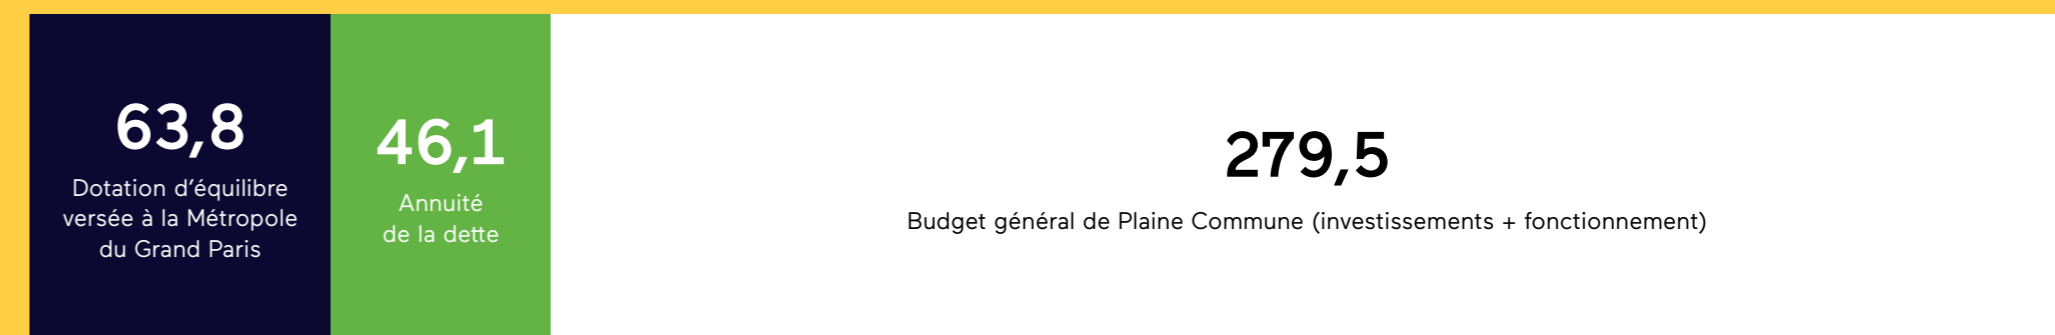 63,8
Dotation d’équilibre
versée à la Métropole
du Grand Paris
46,1
Annuité
de la dette
279,5
Budget général de Plaine Commune (investissements + fonctionnement)